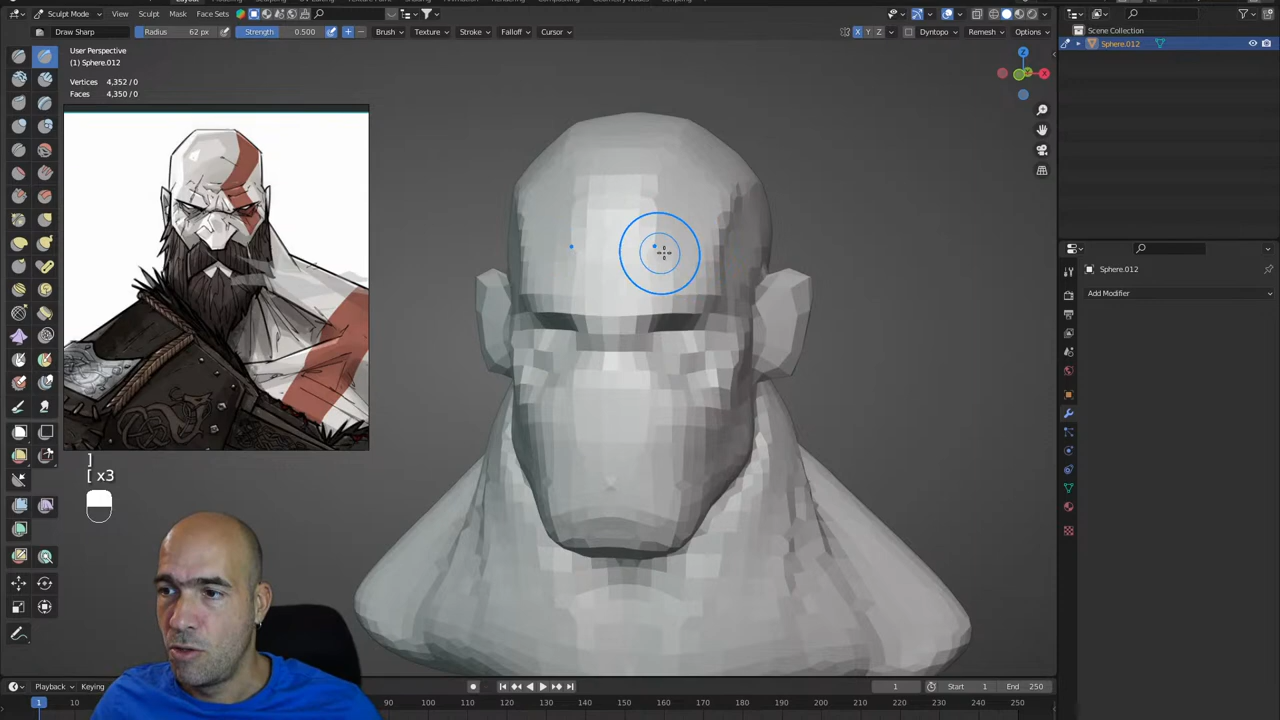 Sculpt Mode View Sculpt Mask Face Sets
Draw Sharp Radius 62 px Strength 0.500 Brush Texture Stroke Falloff Cursor X Y Z Dyntopo Remesh Options
User Perspective
(1) Sphere.012
Vertices 4,352 / 0
Faces 4,350 / 0
]
[ x3
Scene Collection
Sphere.012
Sphere.012
Add Modifier
Z
X
Playback Keying
1 Start 1 End 250
1 10 80 90 100 110 120 130 140 150 160 170 180 190 200 210 220 230 240 250